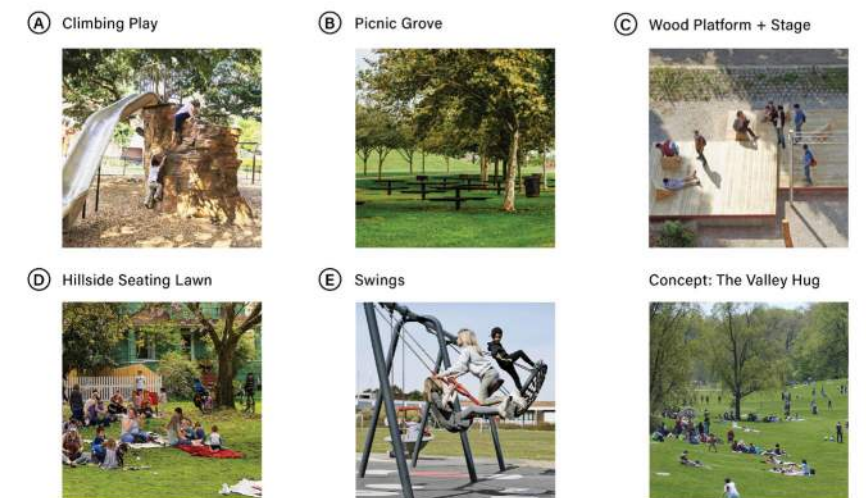 A Climbing Play
B Picnic Grove
C Wood Platform + Stage
D Hillside Seating Lawn
E Swings
Concept: The Valley Hug